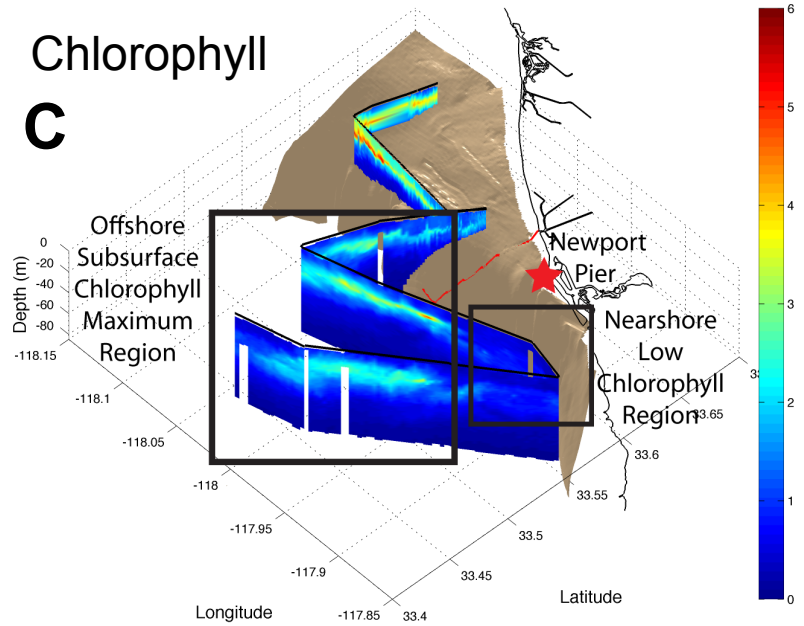 Chlorophyll
C
Offshore
Subsurface
Chlorophyll
Maximum
Region
Newport
Pier
Nearshore
Low
Chlorophyll
Region
Depth (m)
0
-20
-40
-60
-80
-118.15
-118.1
-118.05
-118
-117.95
-117.9
-117.85
Longitude
33.4
33.45
33.5
33.55
33.6
33.65
Latitude
6
5
4
3
2
1
0